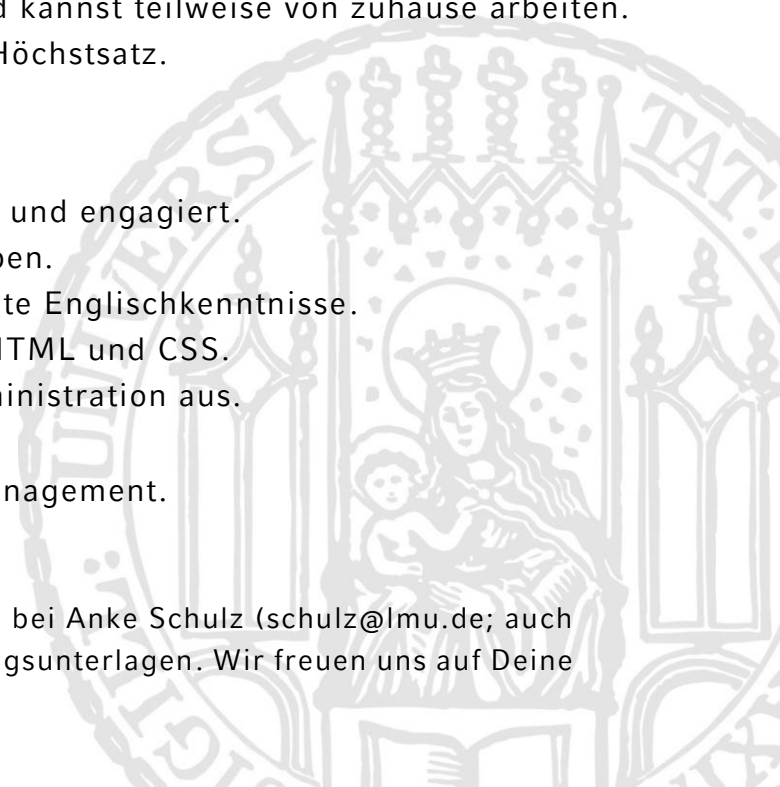 kannst teilweise von zuhause arbeiten.
Höchstsatz.
und engagiert.
te Englischkenntnisse.
HTML und CSS.
ministration aus.
nagement.
bei Anke Schulz (schulz@lmu.de; auch
gsunterlagen. Wir freuen uns auf Deine